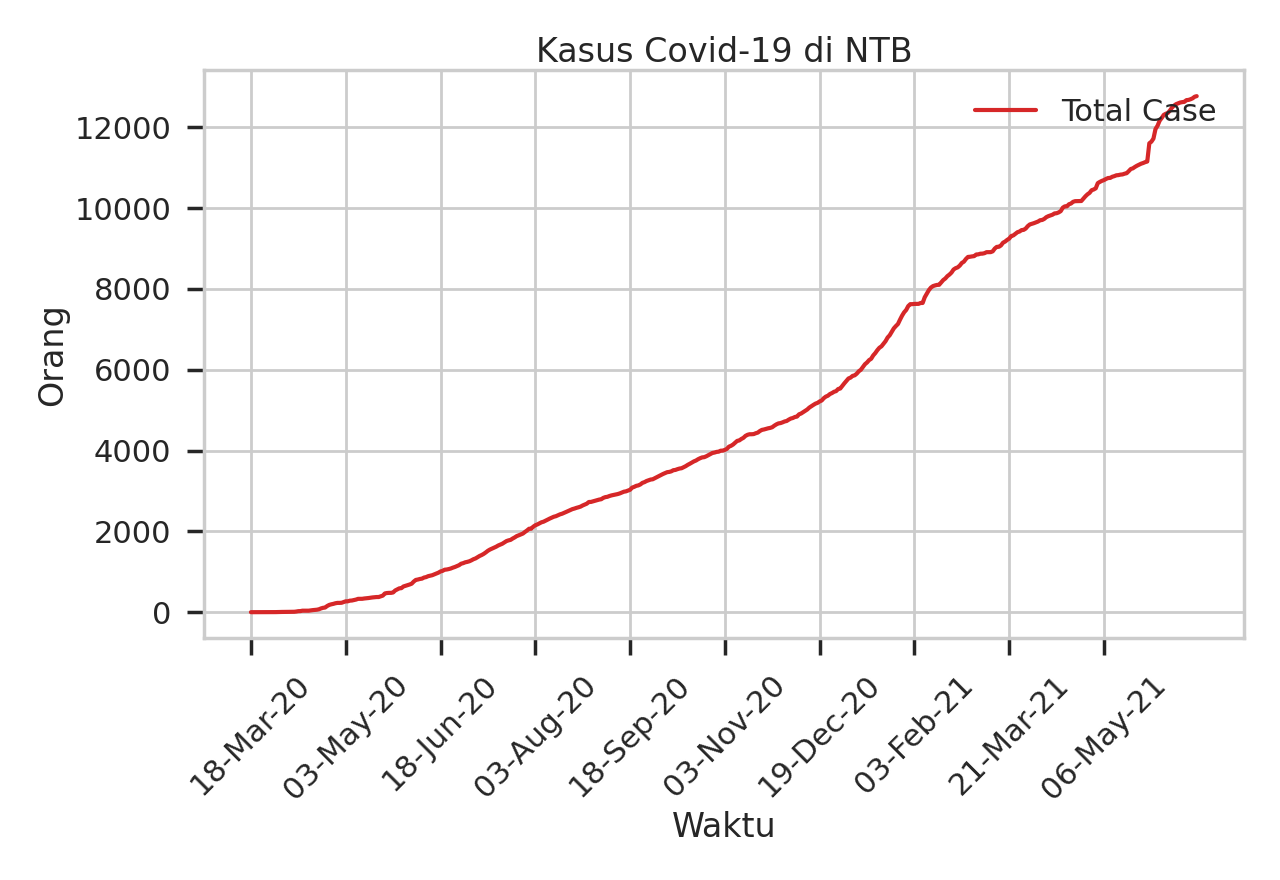 Kasus Covid-19 di NTB
Total Case
Orang
12000
10000
8000
6000
4000
2000
0
18-Mar-20
03-May-20
18-Jun-20
03-Aug-20
18-Sep-20
03-Nov-20
19-Dec-20
03-Feb-21
21-Mar-21
06-May-21
Waktu